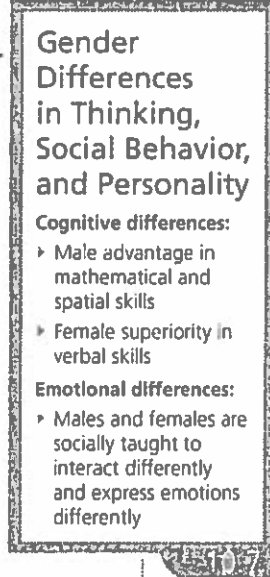 Gender
Differences
in Thinking,
Social Behavior,
and Personality
Cognitive differences:
▸ Male advantage in
mathematical and
spatial skills
▸ Female superiority in
verbal skills
Emotional differences:
▸ Males and females are
socially taught to
interact differently
and express emotions
differently